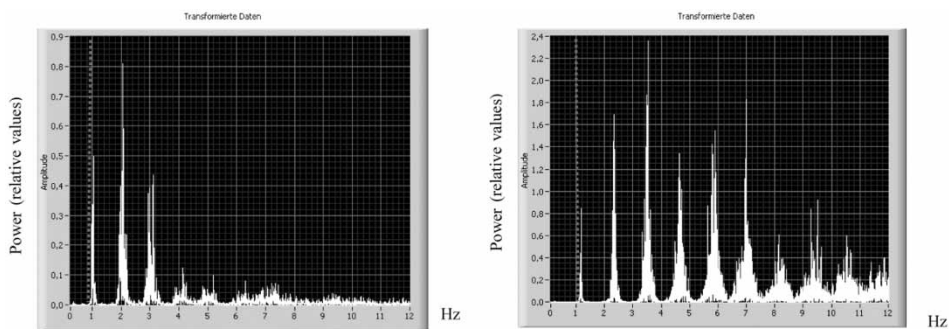 Transformierte Daten
Power (relative values)
Amplitude
0,9
0,8
0,7
0,6
0,5
0,4
0,3
0,2
0,1
0,0
0 1 2 3 4 5 6 7 8 9 10 11 12
Hz
Transformierte Daten
Power (relative values)
Amplitude
2,4
2,2
2,0
1,8
1,6
1,4
1,2
1,0
0,8
0,6
0,4
0,2
0,0
0 1 2 3 4 5 6 7 8 9 10 11 12
Hz